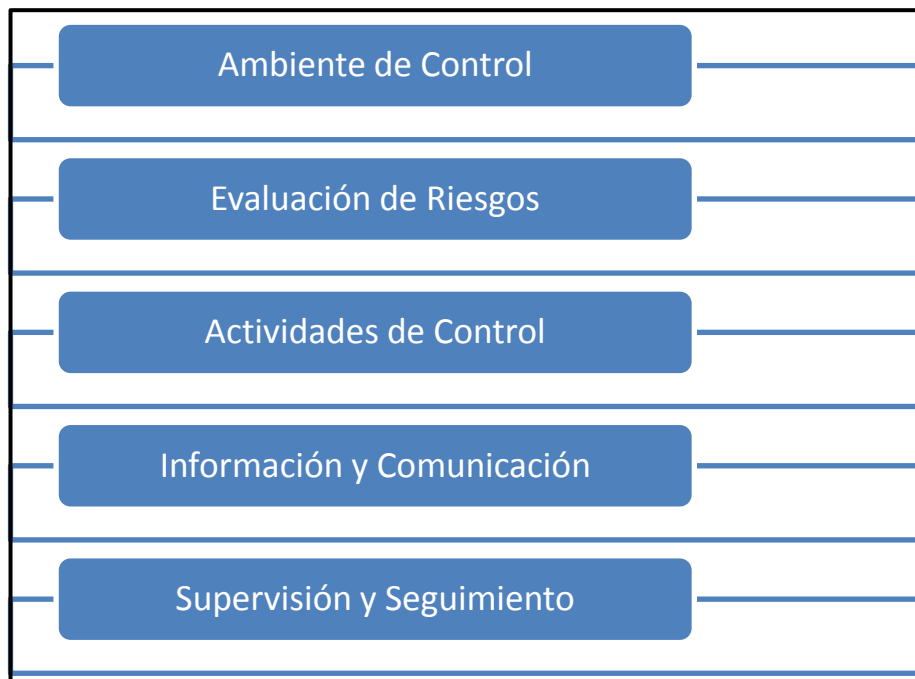 Ambiente de Control
Evaluación de Riesgos
Actividades de Control
Información y Comunicación
Supervisión y Seguimiento